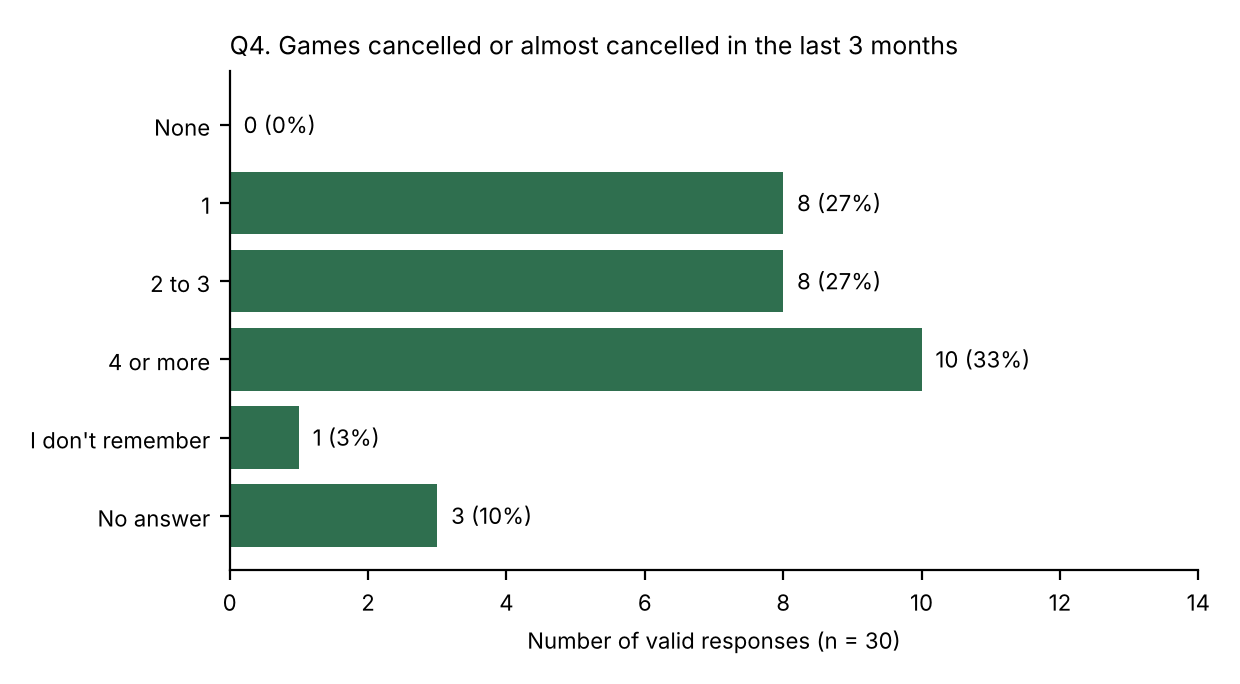 Q4. Games cancelled or almost cancelled in the last 3 months
None 0 (0%)
1 8 (27%)
2 to 3 8 (27%)
4 or more 10 (33%)
I don't remember 1 (3%)
No answer 3 (10%)
0 2 4 6 8 10 12 14
Number of valid responses (n = 30)